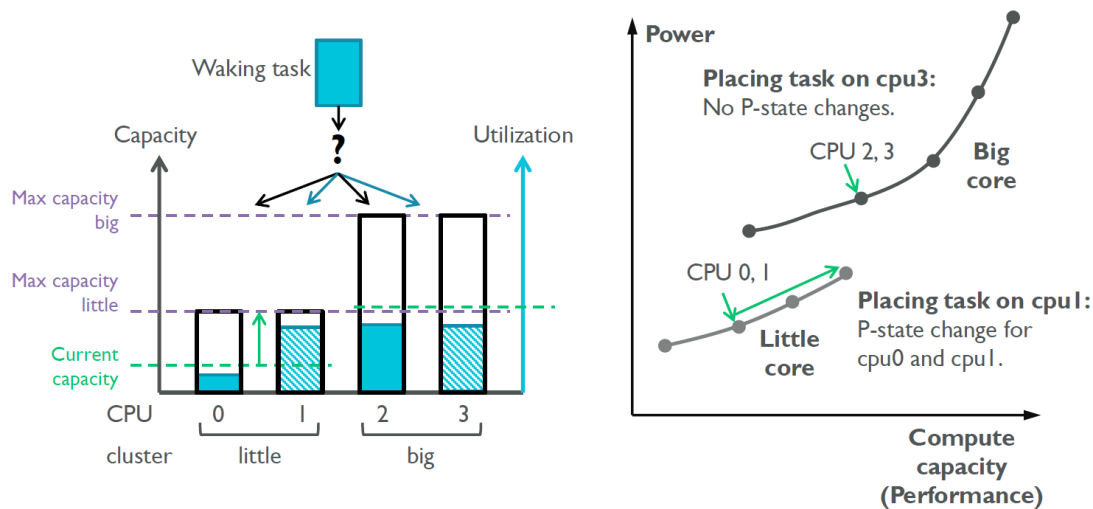 Waking task
?
Capacity
Utilization
Max capacity
big
Max capacity
little
Current
capacity
CPU 0 1 2 3
cluster little big
Power
Placing task on cpu3:
No P-state changes.
CPU 2, 3
Big
core
CPU 0, 1
Placing task on cpu1:
P-state change for
cpu0 and cpu1.
Little
core
Compute
capacity
(Performance)